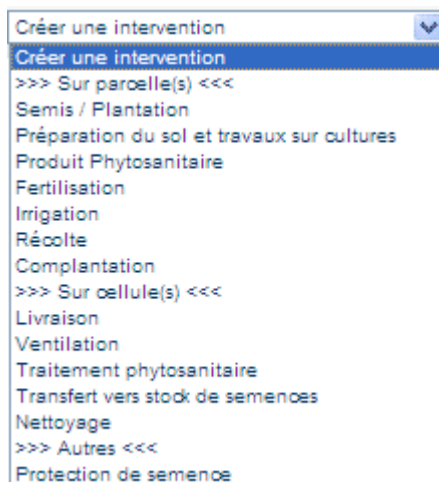 Créer une intervention
Créer une intervention
>>> Sur parcelle(s) <<<
Semis / Plantation
Préparation du sol et travaux sur cultures
Produit Phytosanitaire
Fertilisation
Irrigation
Récolte
Complantation
>>> Sur cellule(s) <<<
Livraison
Ventilation
Traitement phytosanitaire
Transfert vers stock de semences
Nettoyage
>>> Autres <<<
Protection de semence